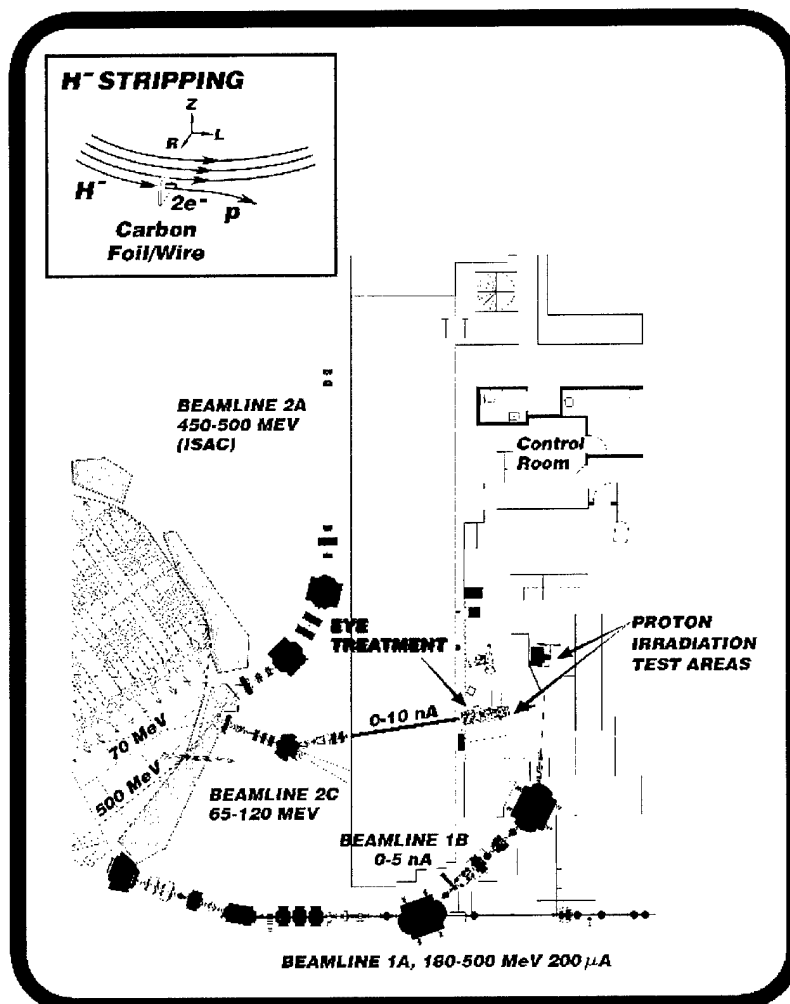 H⁻ STRIPPING
Z
R
L
H⁻
2e⁻
p
Carbon
Foil/Wire
BEAMLINE 2A
450-500 MEV
(ISAC)
Control
Room
EYE
TREATMENT
PROTON
IRRADIATION
TEST AREAS
0-10 nA
70 MeV
500 MeV
BEAMLINE 2C
65-120 MEV
BEAMLINE 1B
0-5 nA
BEAMLINE 1A, 180-500 MeV 200 µA